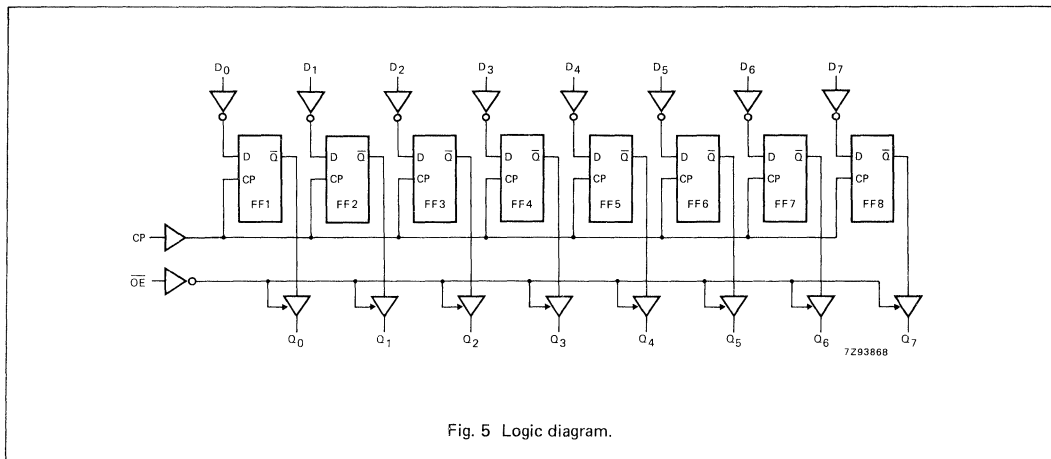 D0 D1 D2 D3 D4 D5 D6 D7
D Q̅ D Q̅ D Q̅ D Q̅ D Q̅ D Q̅ D Q̅ D Q̅
CP CP CP CP CP CP CP CP
FF1 FF2 FF3 FF4 FF5 FF6 FF7 FF8
CP
O̅E̅
Q0 Q1 Q2 Q3 Q4 Q5 Q6 Q7
7Z93868
Fig. 5 Logic diagram.